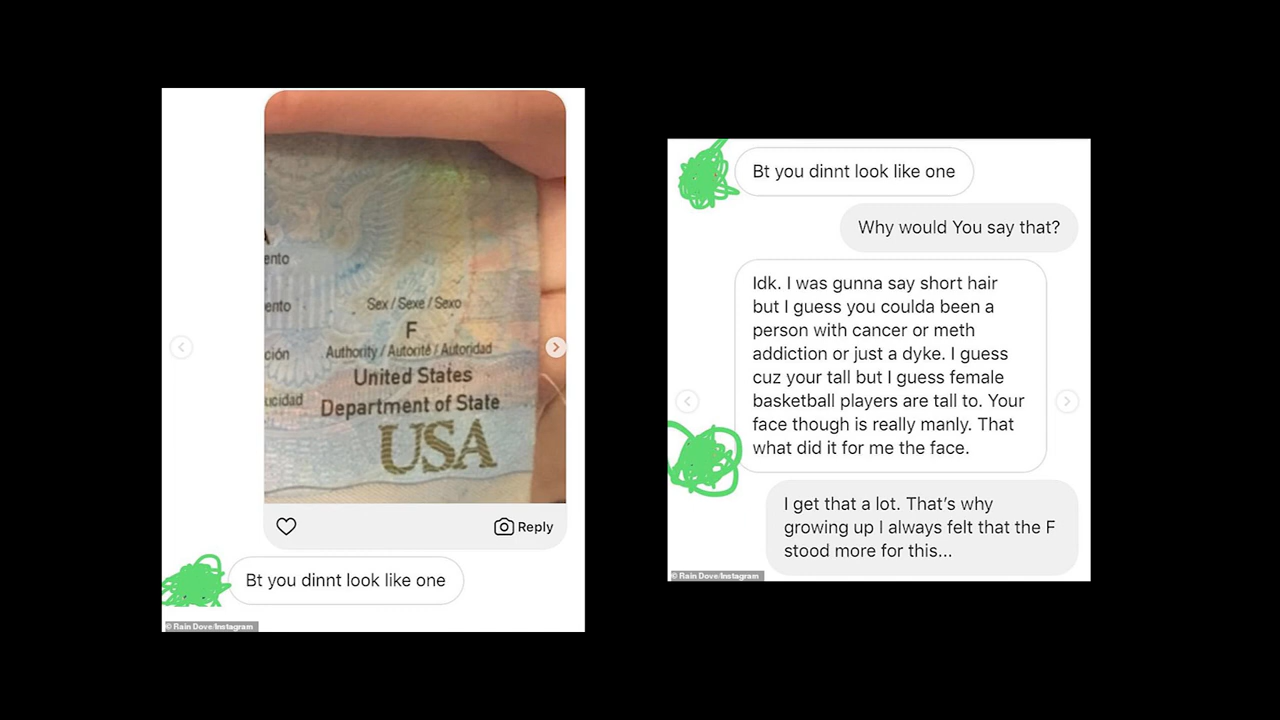 A
ento
ento
Sex / Sexe / Sexo
F
ción
Authority / Autorité / Autoridad
United States
ucidad
Department of State
USA
Reply
Bt you dinnt look like one
© Rain Dove/Instagram
Bt you dinnt look like one
Why would You say that?
Idk. I was gunna say short hair
but I guess you coulda been a
person with cancer or meth
addiction or just a dyke. I guess
cuz your tall but I guess female
basketball players are tall to. Your
face though is really manly. That
what did it for me the face.
I get that a lot. That's why
growing up I always felt that the F
stood more for this...
© Rain Dove/Instagram